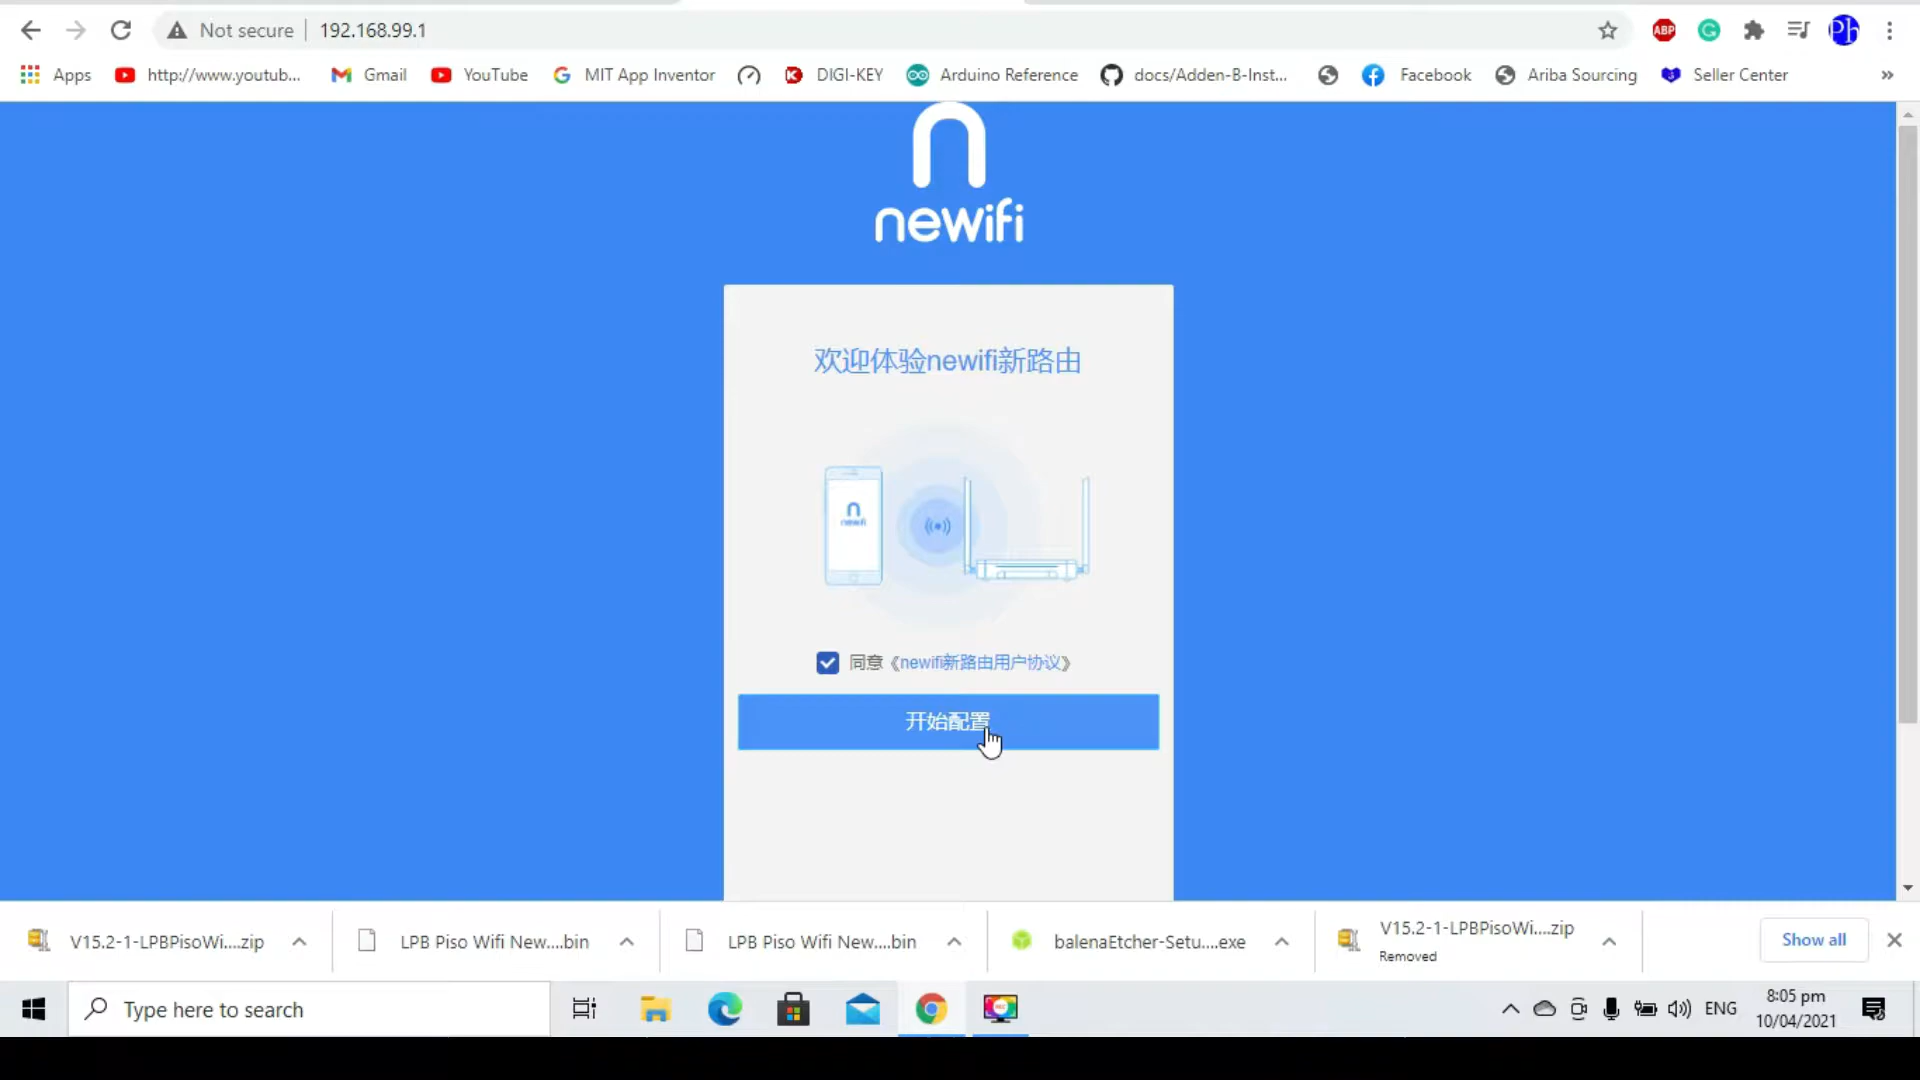 Not secure 192.168.99.1
ABP G Ph
Apps http://www.youtub... Gmail YouTube MIT App Inventor DIGI-KEY Arduino Reference docs/Adden-B-Inst... Facebook Ariba Sourcing Seller Center »
newifi
欢迎体验newifi新路由
newifi
同意《newifi新路由用户协议》
开始配置
V15.2-1-LPBPisoWi....zip
LPB Piso Wifi New....bin
LPB Piso Wifi New....bin
balenaEtcher-Setu....exe
V15.2-1-LPBPisoWi....zip
Removed
Show all
Type here to search
ENG
8:05 pm
10/04/2021